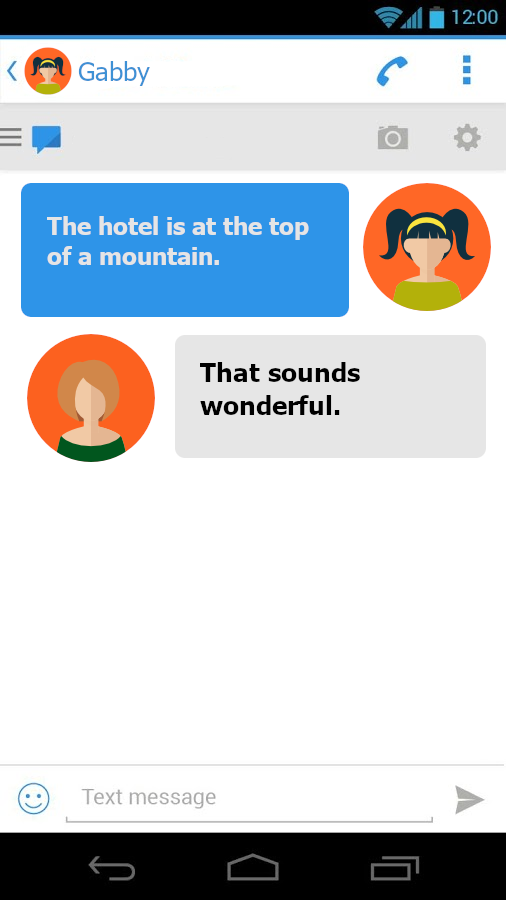 12:00
Gabby
The hotel is at the top
of a mountain.
That sounds
wonderful.
Text message